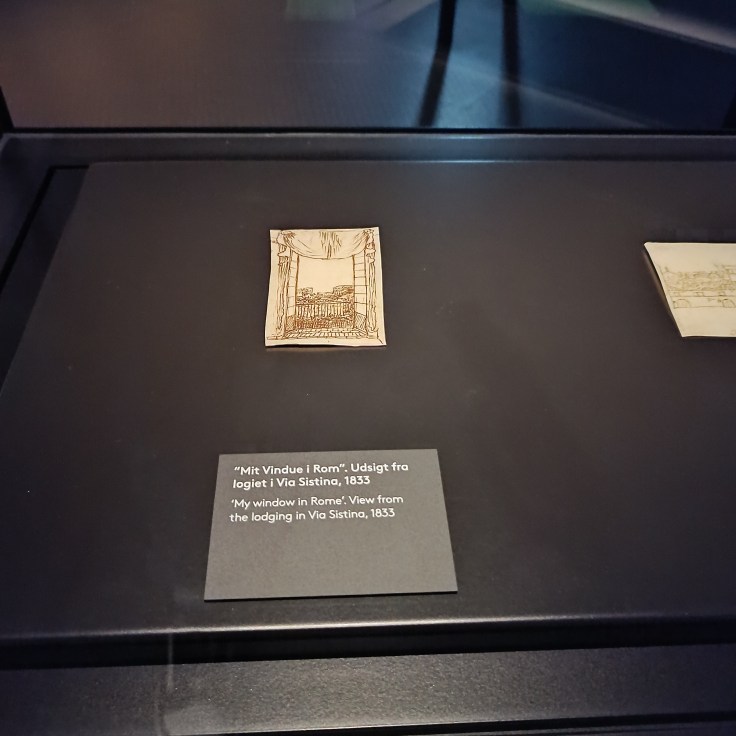 “Mit Vindue i Rom”. Udsigt fra
logiet i Via Sistina, 1833
‘My window in Rome’. View from
the lodging in Via Sistina, 1833